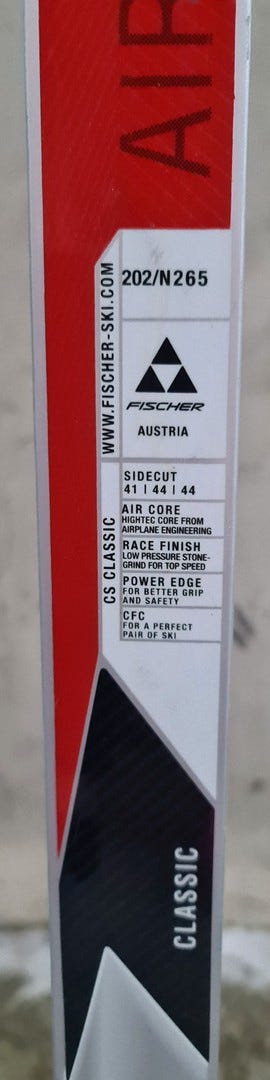 AIR
202/N265
WWW.FISCHER-SKI.COM
FISCHER
AUSTRIA
CS CLASSIC
SIDECUT
41 | 44 | 44
AIR CORE
HIGHTEC CORE FROM
AIRPLANE ENGINEERING
RACE FINISH
LOW PRESSURE STONE-
GRIND FOR TOP SPEED
POWER EDGE
FOR BETTER GRIP
AND SAFETY
CFC
FOR A PERFECT
PAIR OF SKI
CLASSIC